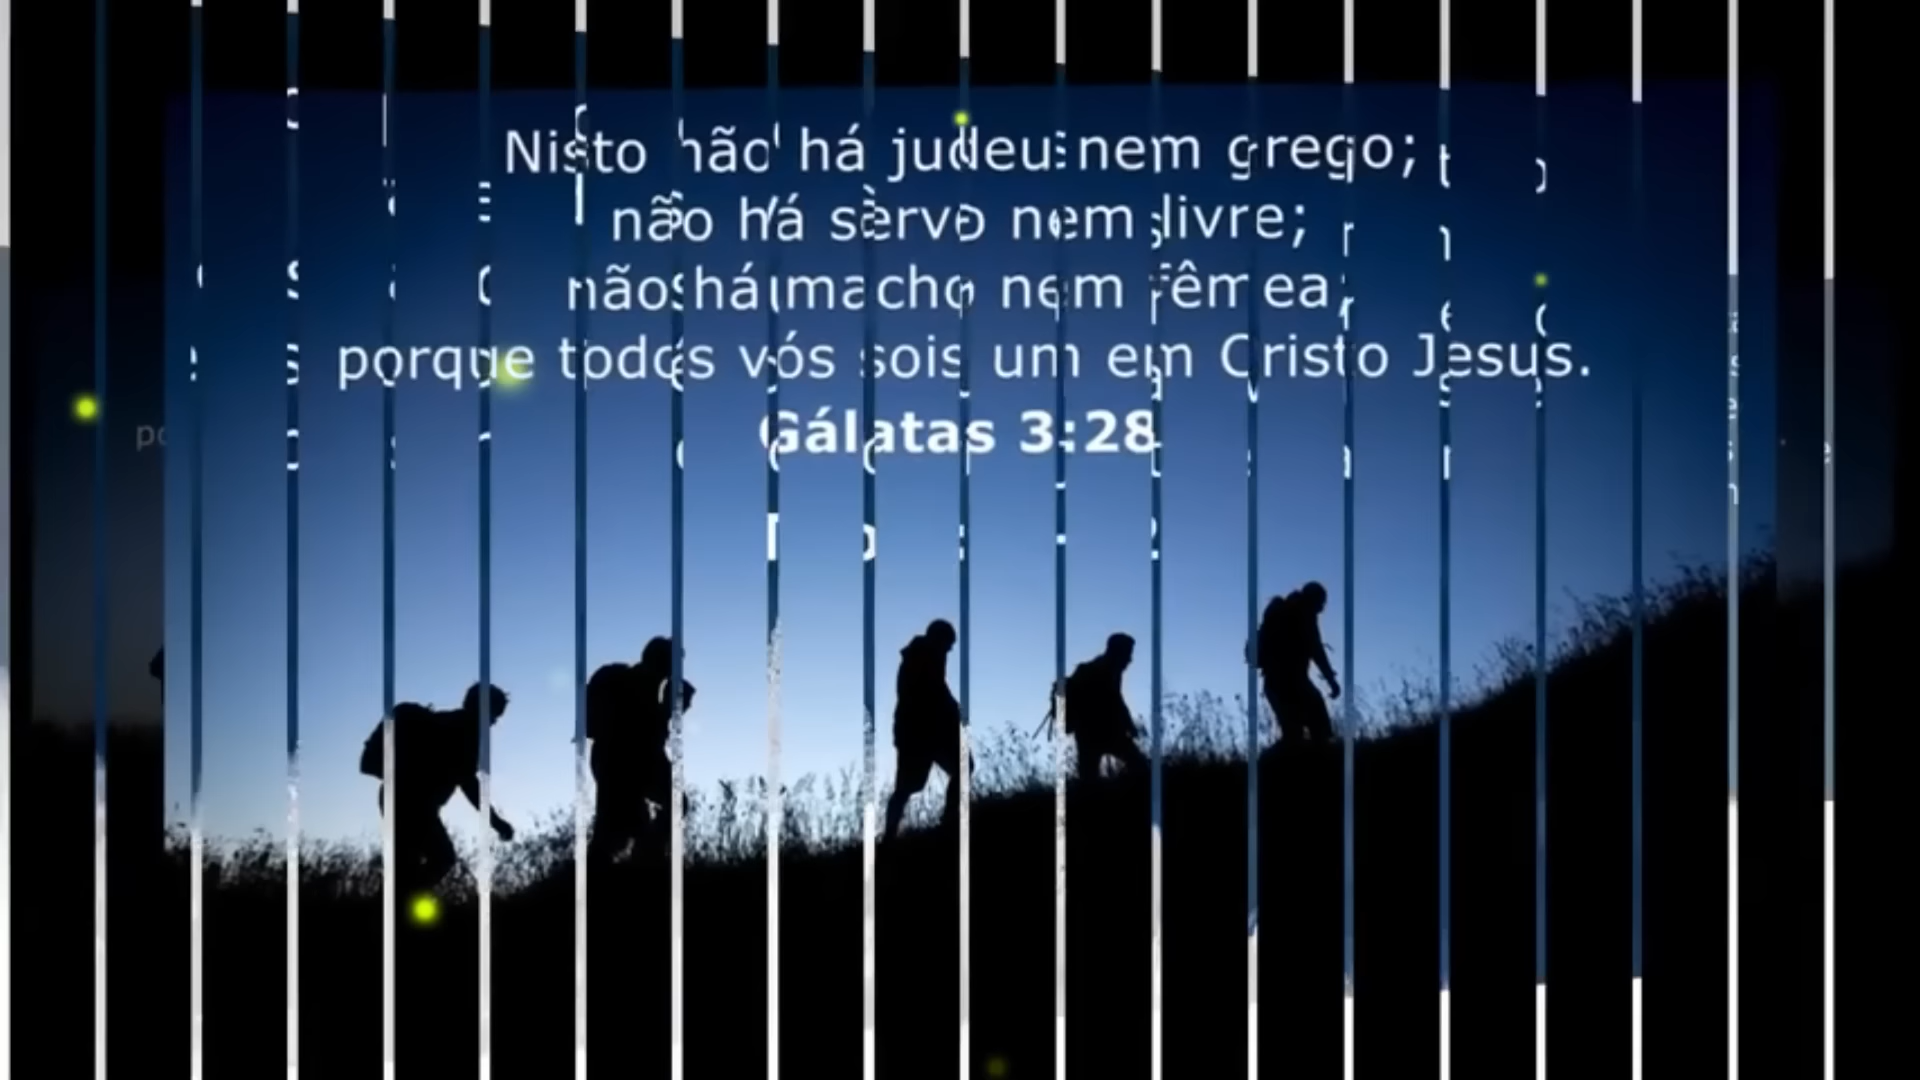 Nisto não há judeu nem grego;
não há servo nem livre;
não há macho nem fêmea;
porque todos vós sois um em Cristo Jesus.
Gálatas 3:28